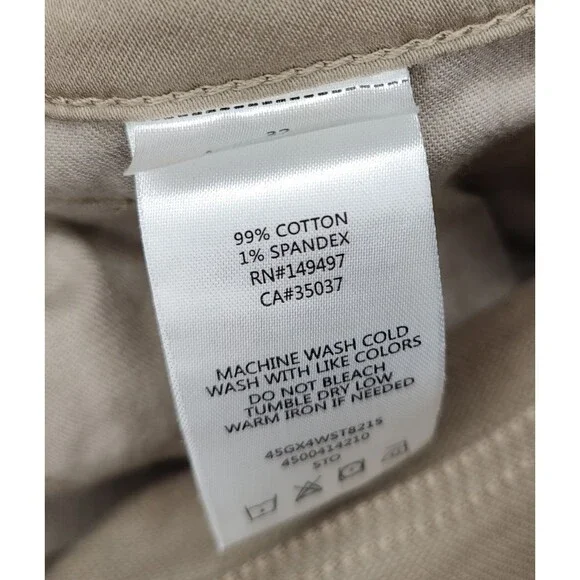 99% COTTON
1% SPANDEX
RN#149497
CA#35037
MACHINE WASH COLD
WASH WITH LIKE COLORS
DO NOT BLEACH
TUMBLE DRY LOW
WARM IRON IF NEEDED
45GX4WSTB215
4500414210
STO